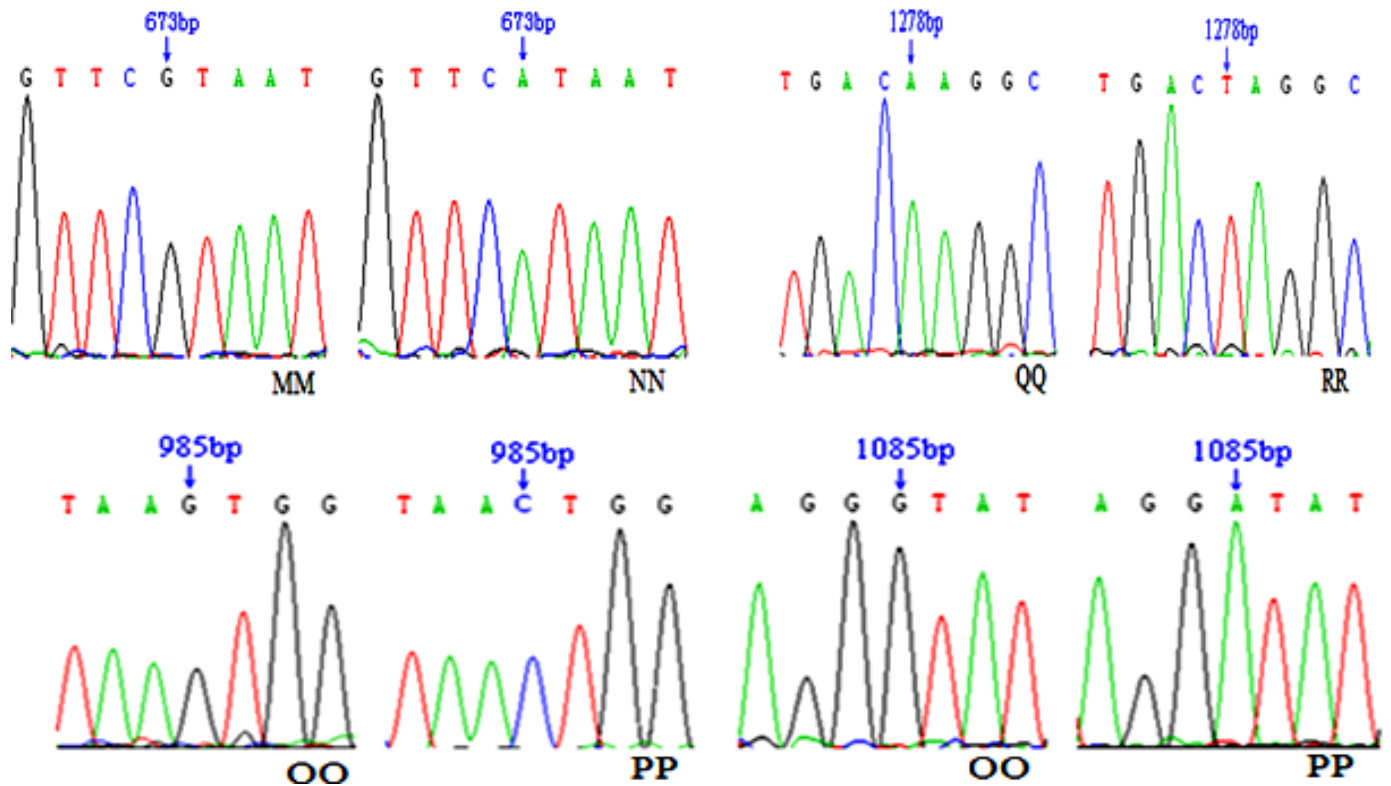 673bp 673bp 1278bp 1278bp
G T T C G T A A T G T T C A T A A T T G A C A A G G C T G A C T A G G C
MM NN QQ RR
985bp 985bp 1085bp 1085bp
T A A G T G G T A A C T G G A G G G T A T A G G A T A T
OO PP OO PP